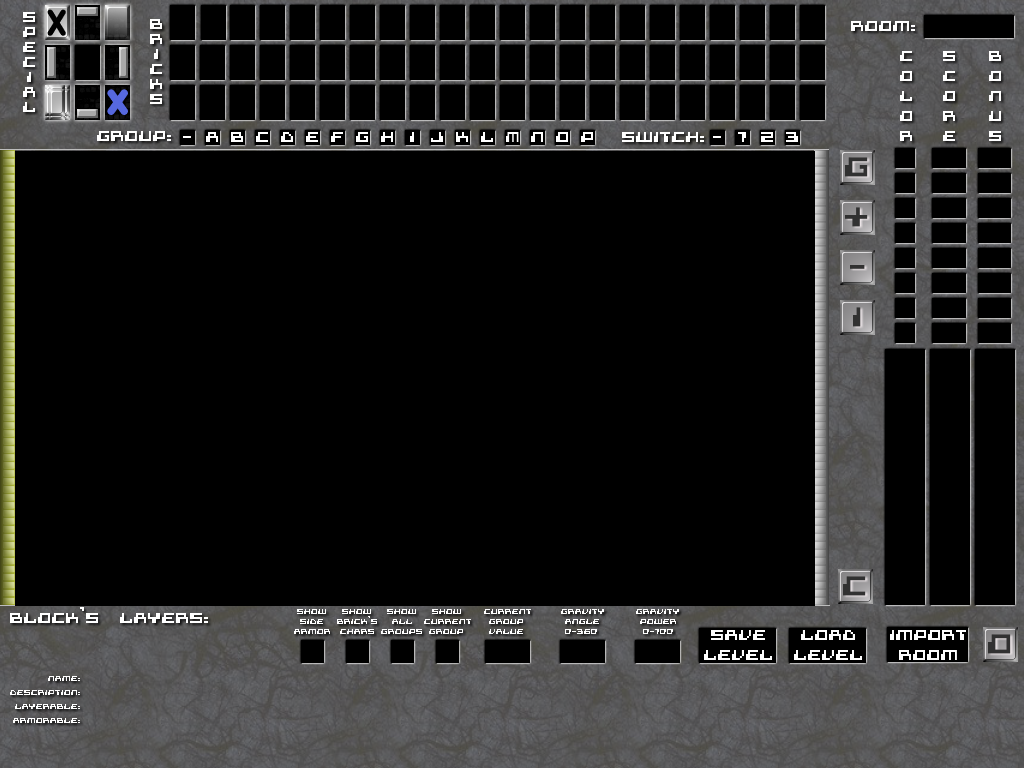 SPECIAL
X
X
BRICKS
ROOM:
COLOR
SCORE
BONUS
GROUP: - A B C D E F G H I J K L M N O P
SWITCH: - 1 2 3
G
+
-
J
C
BLOCK'S LAYERS:
SHOW SIDE ARMOR
SHOW BRICK'S CHARS
SHOW ALL GROUPS
SHOW CURRENT GROUP
CURRENT GROUP VALUE
GRAVITY ANGLE 0-360
GRAVITY POWER 0-100
SAVE LEVEL
LOAD LEVEL
IMPORT ROOM
O
NAME:
DESCRIPTION:
LAYERABLE:
ARMORABLE: